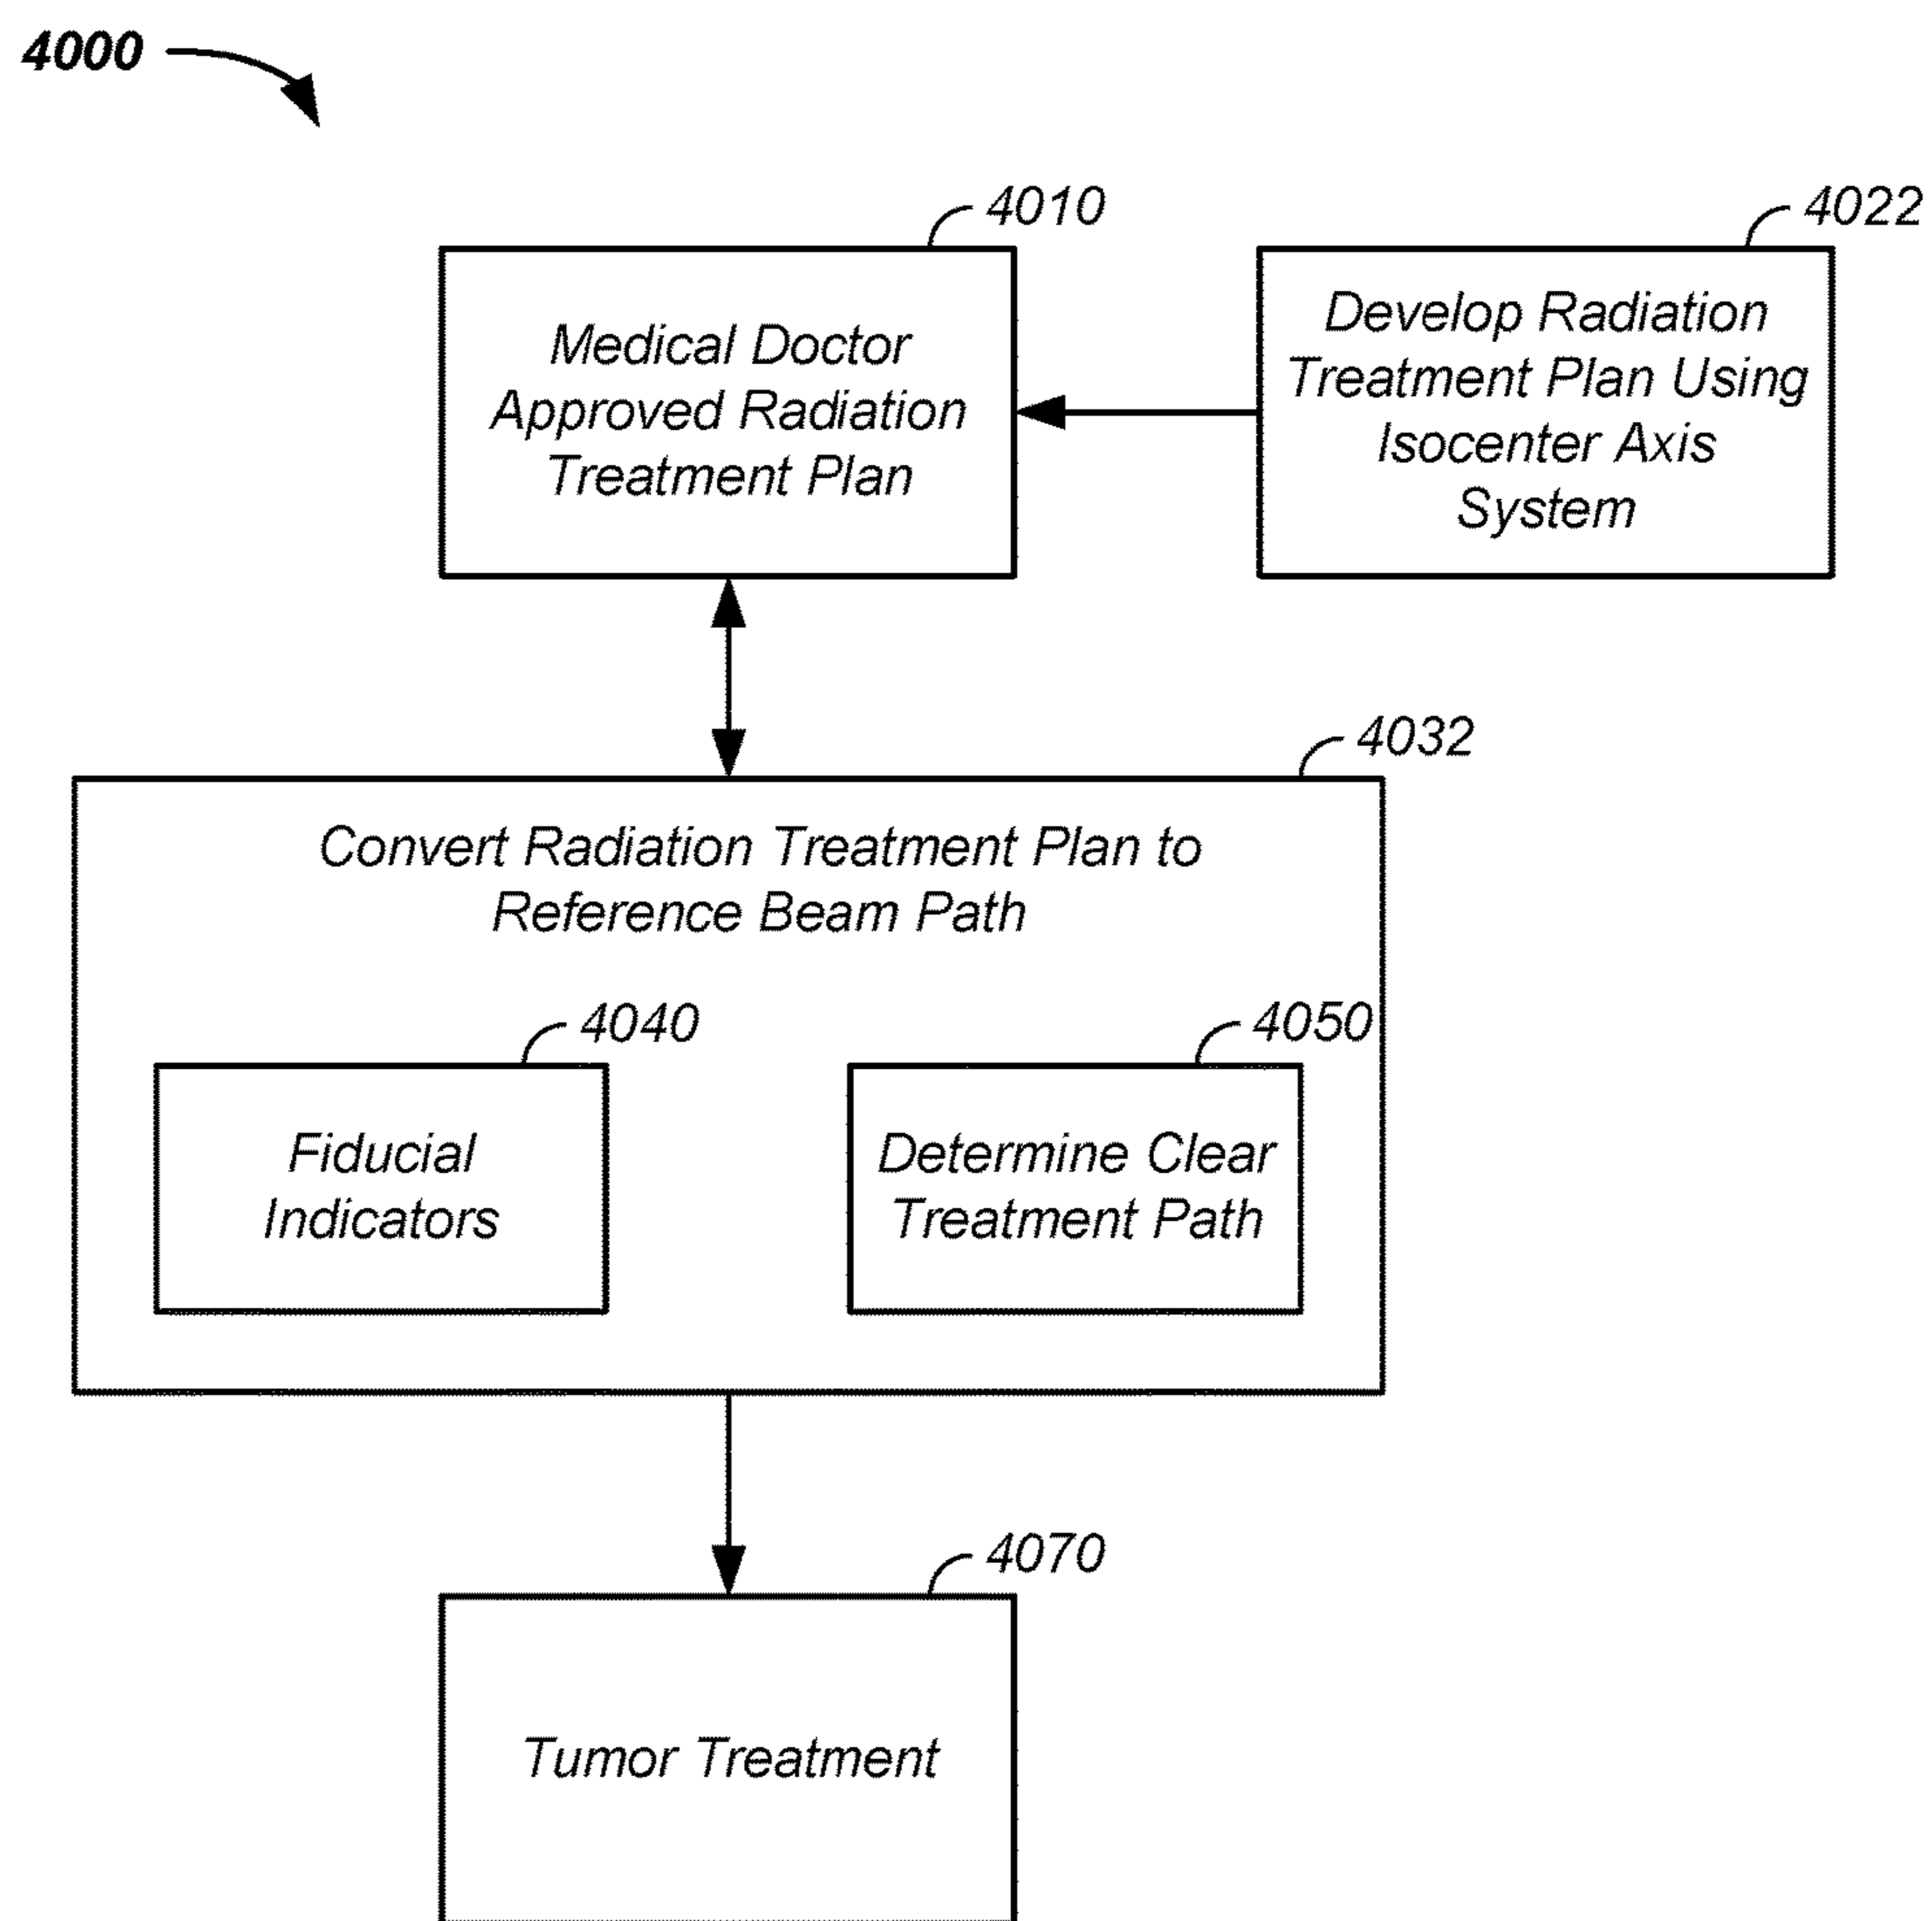 4000
4010
4022
Medical Doctor
Approved Radiation
Treatment Plan
Develop Radiation
Treatment Plan Using
Isocenter Axis
System
4032
Convert Radiation Treatment Plan to
Reference Beam Path
4040
4050
Fiducial
Indicators
Determine Clear
Treatment Path
4070
Tumor Treatment